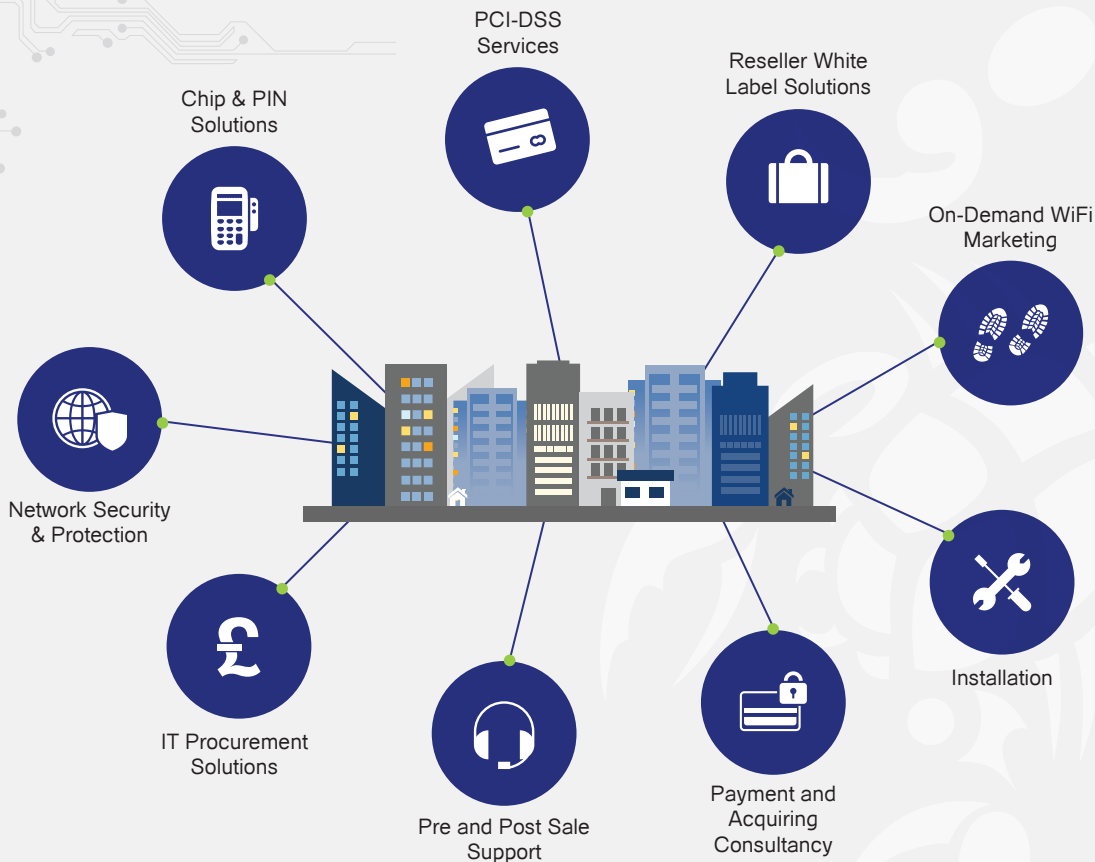 PCI-DSS
Services
Reseller White
Label Solutions
Chip & PIN
Solutions
On-Demand WiFi
Marketing
Network Security
& Protection
Installation
IT Procurement
Solutions
Payment and
Acquiring
Consultancy
Pre and Post Sale
Support